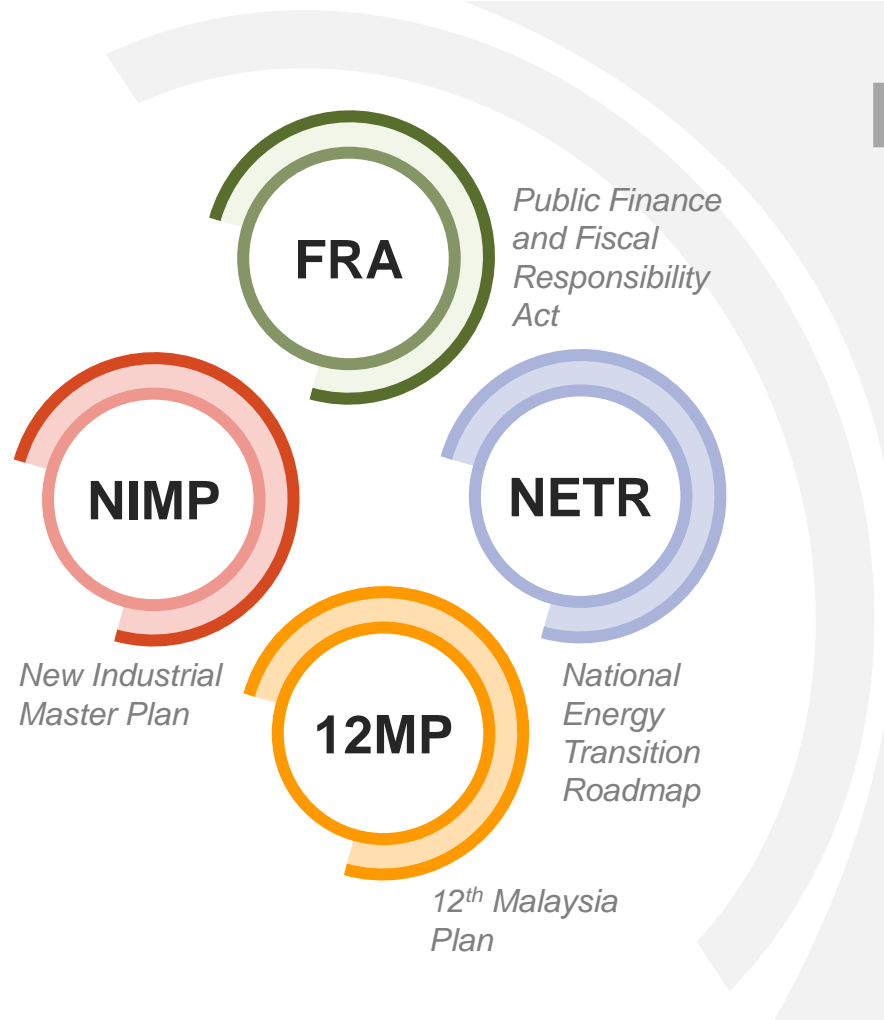 FRA
Public Finance
and Fiscal
Responsibility
Act
NIMP
New Industrial
Master Plan
NETR
National
Energy
Transition
Roadmap
12MP
12th Malaysia
Plan